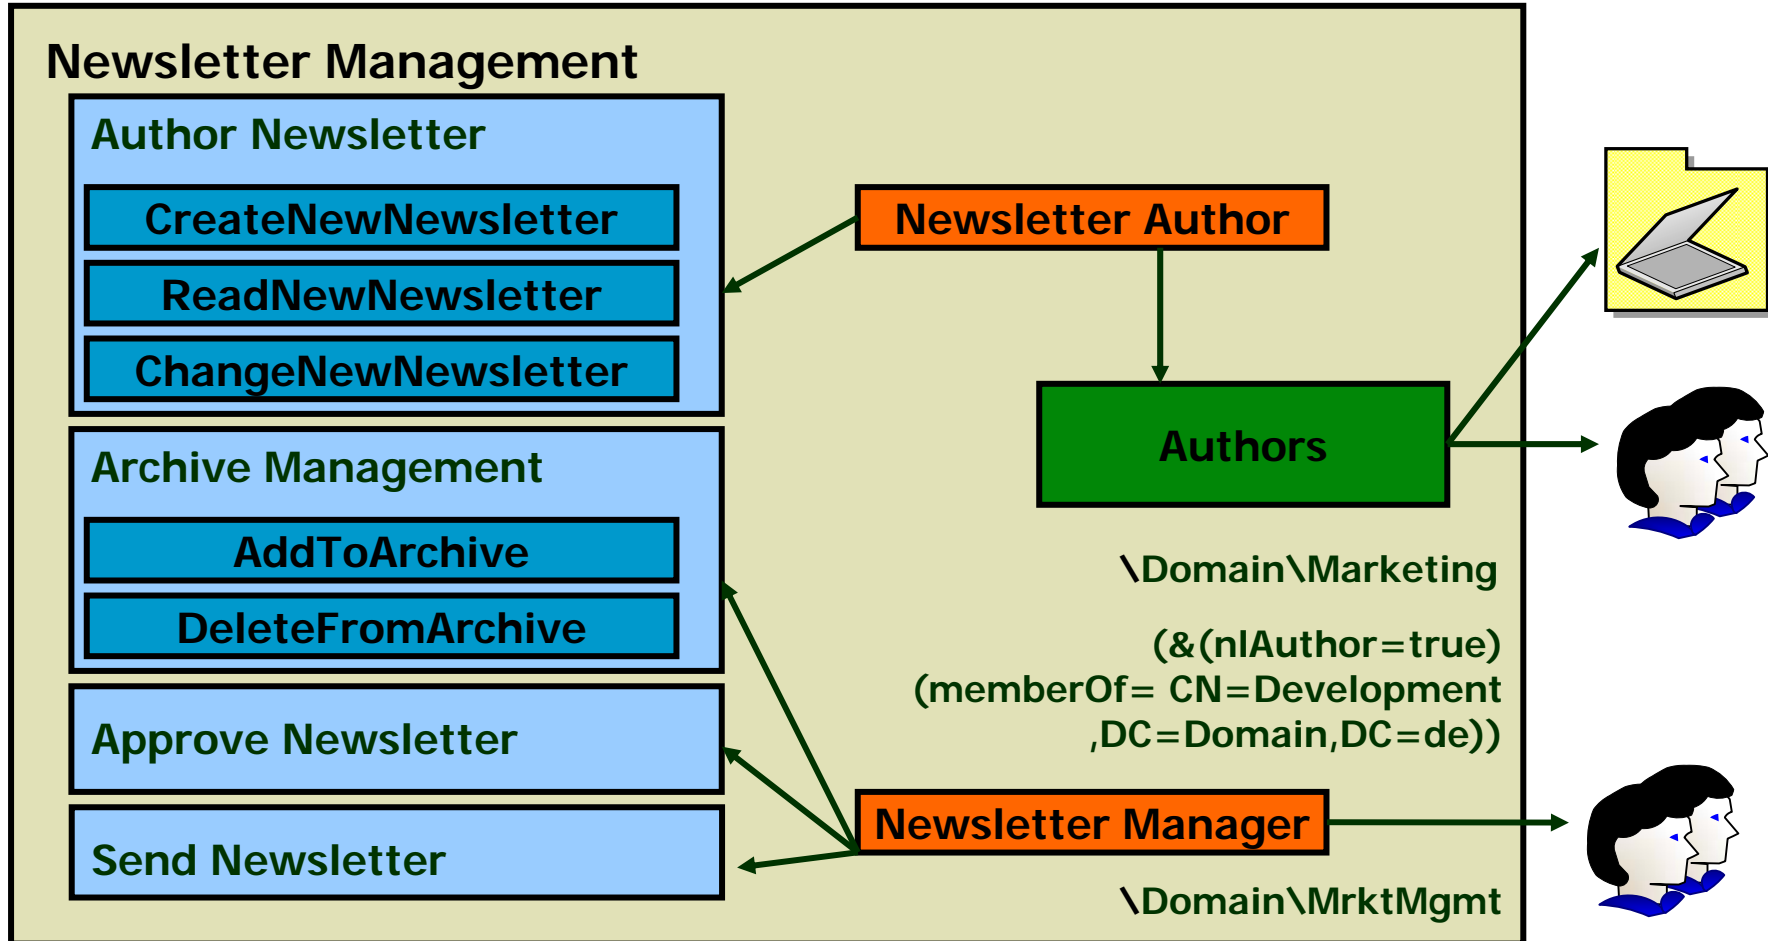 Newsletter Management
Author Newsletter
CreateNewNewsletter
ReadNewNewsletter
ChangeNewNewsletter
Archive Management
AddToArchive
DeleteFromArchive
Approve Newsletter
Send Newsletter
Newsletter Author
Authors
\Domain\Marketing
(&(nlAuthor=true)
(memberOf= CN=Development
,DC=Domain,DC=de))
Newsletter Manager
\Domain\MrktMgmt